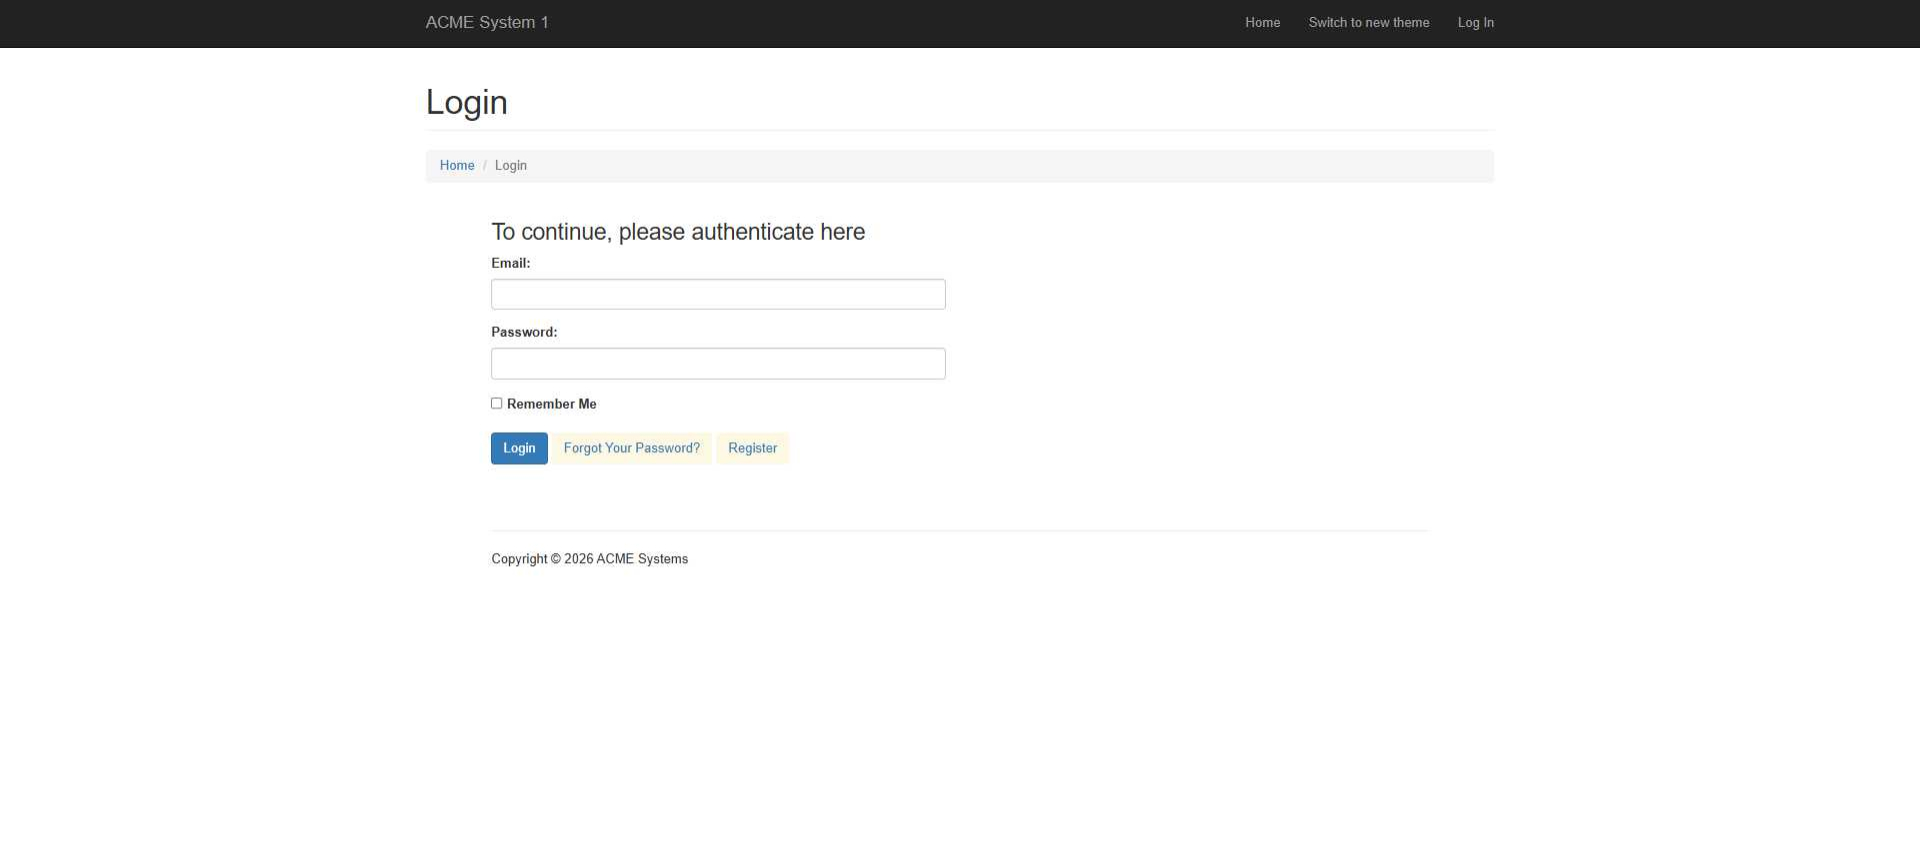 ACME System 1 Home Switch to new theme Log In
Login
Home / Login
To continue, please authenticate here
Email:
Password:
Remember Me
Login Forgot Your Password? Register
Copyright © 2026 ACME Systems